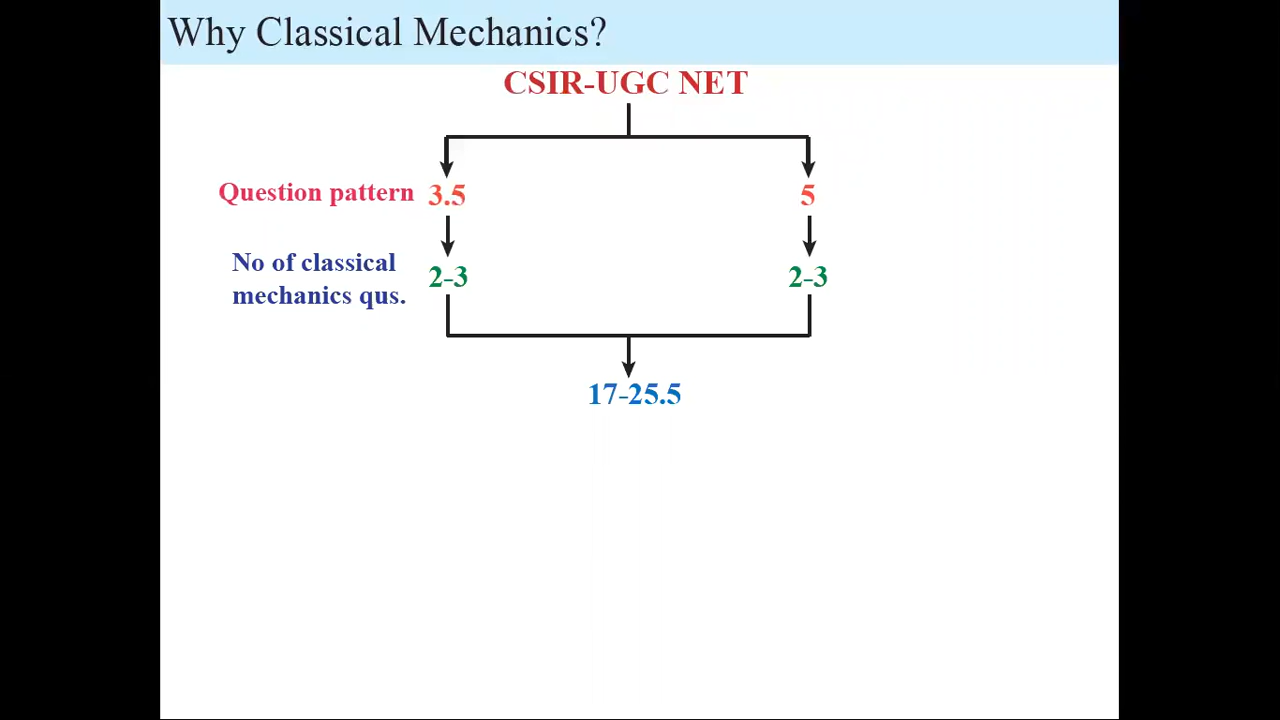 Why Classical Mechanics?
CSIR-UGC NET
Question pattern 3.5 5
No of classical
mechanics qus. 2-3 2-3
17-25.5